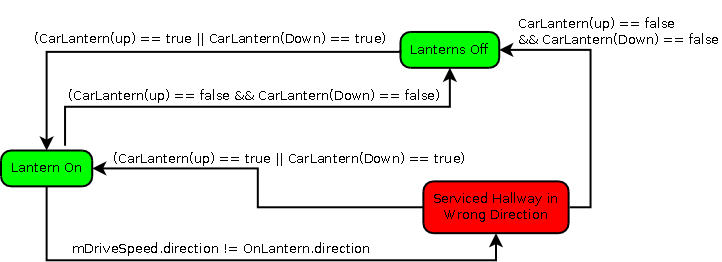 CarLantern(up) == false
&& CarLantern(Down) == false
(CarLantern(up) == true || CarLantern(Down) == true)
Lanterns Off
(CarLantern(up) == false && CarLantern(Down) == false)
(CarLantern(up) == true || CarLantern(Down) == true)
Lantern On
Serviced Hallway in
Wrong Direction
mDriveSpeed.direction != OnLantern.direction